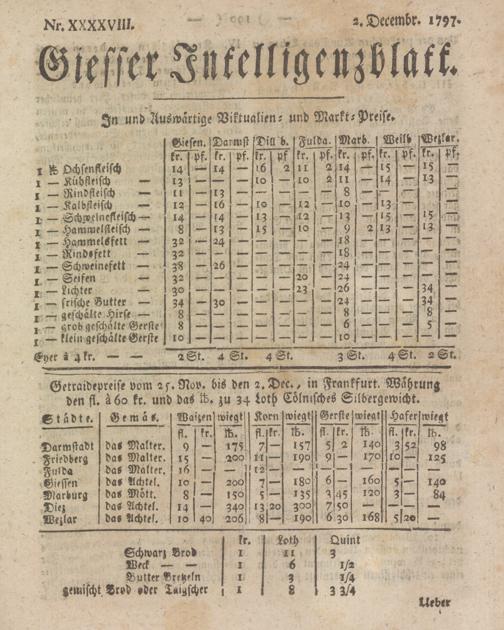 Nr. XXXXVIII. 2. Decembr. 1797.
Giesser Intelligenzblatt.
In und Auswärtige Viktualien- und Markt-Preise.
Giesen. Darmst Dill b. Fulda. Marb. Weilb Wezlar.
kr. pf. kr. pf. kr. pf. kr. pf. kr. pf. kr. pf. kr. pf.
1 ℔ Ochsenfleisch 14 — 14 — 16 2 11 2 14 — 15 — 15 —
1 — Kühfleisch 13 — — — 10 — 10 2 11 — 14 — 13 —
1 — Rindfleisch 11 — 13 — — — — — 8 — — — — —
1 — Kalbfleisch 12 — 16 — 10 — 12 — 10 — 13 — — —
1 — Schweinefleisch 14 — 14 — 13 — 12 — 13 — 15 — 15 —
1 — Hammelfleisch 8 — 13 — 15 — 10 — 9 2 13 — 13 —
1 — Hammelsfett 32 — 24 — — — — — 18 — — — — —
1 — Rindsfett 32 — — — — — — — 18 — — — — —
1 — Schweinefett 38 — 26 — — — — — 24 — — — — —
1 — Seifen 32 — — — — — 20 — 24 — — — — —
1 — Lichter 30 — — — — — 23 — 26 — — — 34 —
1 — frische Butter 34 — 30 — — — — — 24 — — — 34 —
1 — geschälte Hirse — 8 — — — — — — — 8 — — — 8 —
1 — grob geschälte Gerste 8 — — — — — — — 8 — — — 5 —
1 — klein geschälte Gerste 10 — — — — — — — 6 — — — — —
Eyer à 4 kr. — — 2 St. 4 St. 4 St. 3 St. 4 St. 2 St.
Getraidepreise vom 25. Nov. bis den 2. Dec., in Frankfurt. Währung
den fl. à 60 kr. und das ℔. zu 34 Loth Cölnisches Silbergewicht.
Städte. Gemäs. Waizen wiegt Korn wiegt Gerste wiegt Hafer wiegt
fl. kr. ℔. fl. kr. ℔. fl. kr. ℔. fl. kr. ℔.
Darmstadt das Malter. 9 — 175 7 — 157 5 2 140 3 52 98
Friedberg das Malter. 15 — 200 11 — 190 9 — 170 10 — 125
Fulda das Malter. 16 — — 12 — — — — — — — —
Giessen das Achtel. 10 — 200 7 — 180 6 — 160 5 — 140
Marburg das Mött. 8 — 150 5 — 135 3 45 120 3 — 84
Diez das Achtel. 14 — 340 13 20 300 7 50 — — — —
Wezlar das Achtel. 10 40 206 8 — 190 6 30 168 5 20 —
kr. Loth Quint
Schwarz Brod 1 11 3
Weck — — 1 6 1/2
Butter Bretzeln 1 3 1/4
gemischt Brod oder Taigscher 1 8 3 3/4
Ueber